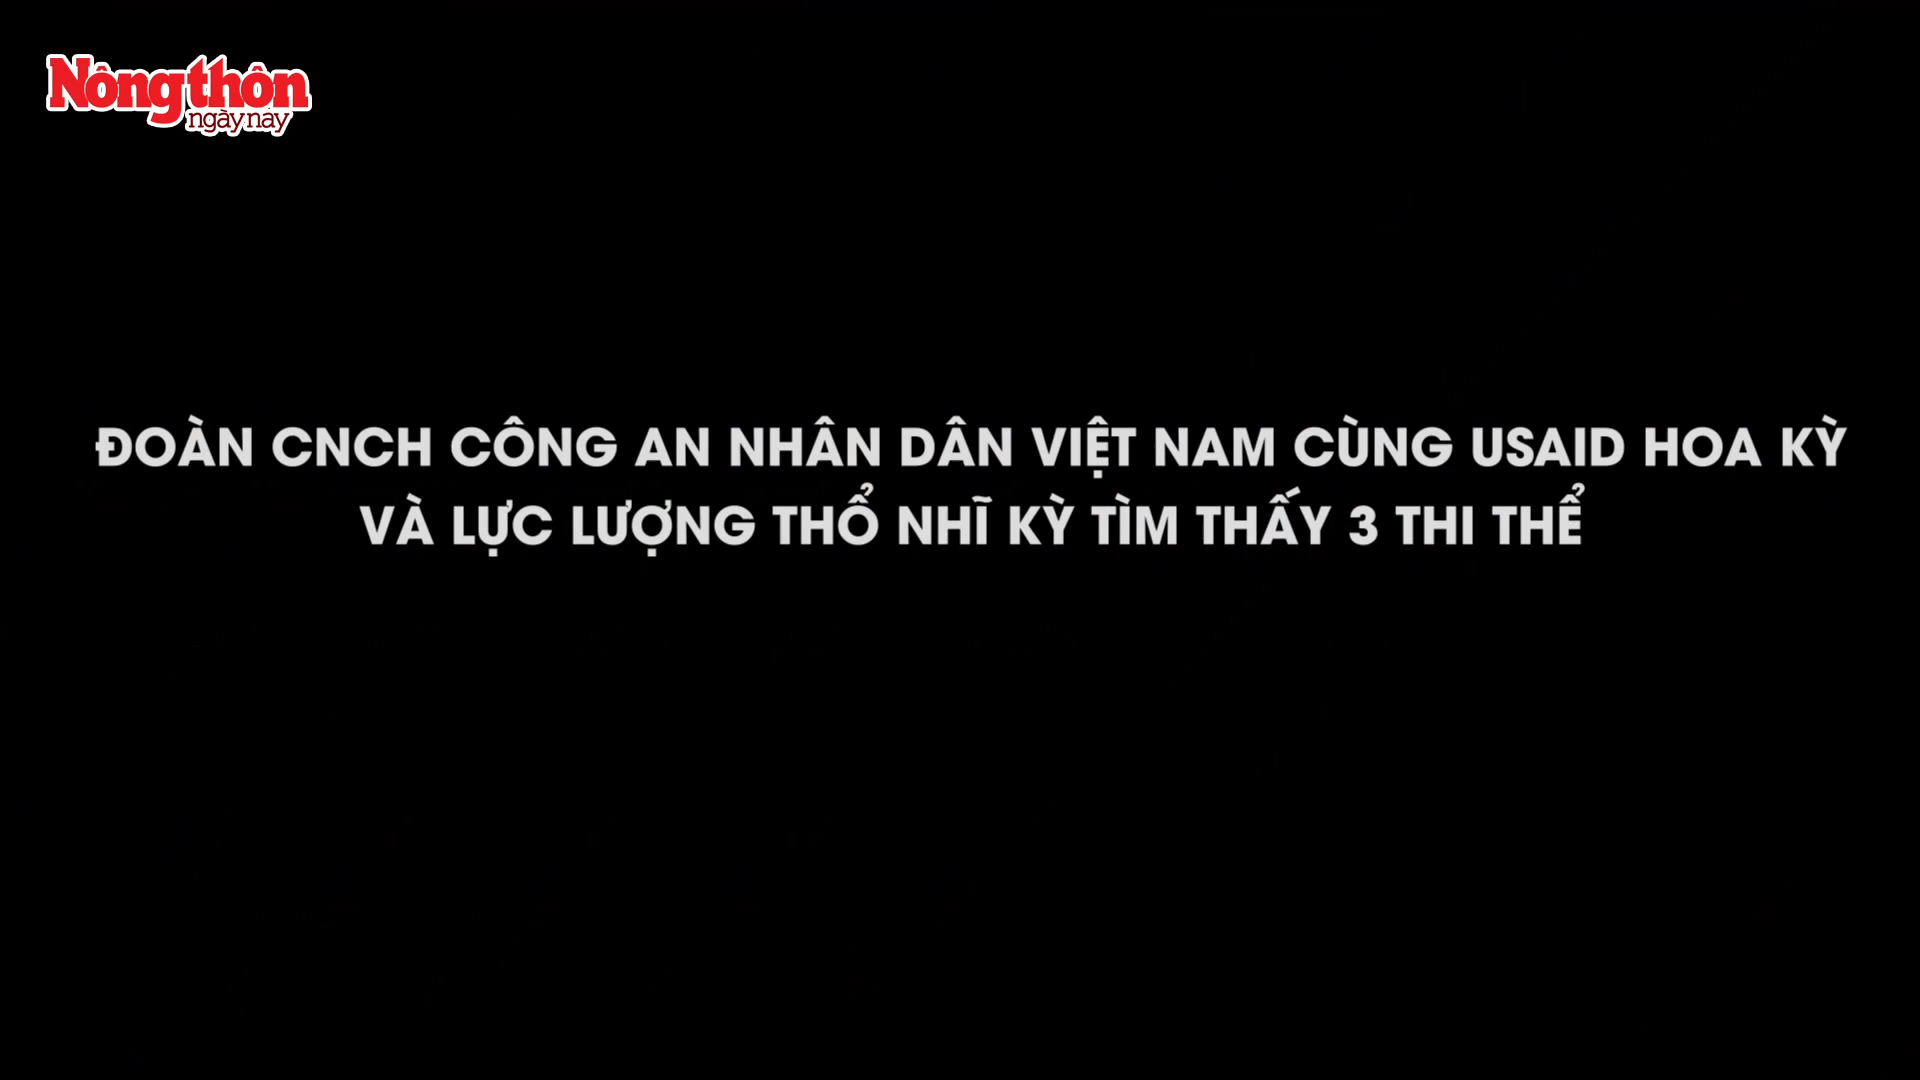 Nông thôn
ngày nay
ĐOÀN CNCH CÔNG AN NHÂN DÂN VIỆT NAM CÙNG USAID HOA KỲ
VÀ LỰC LƯỢNG THỔ NHĨ KỲ TÌM THẤY 3 THI THỂ